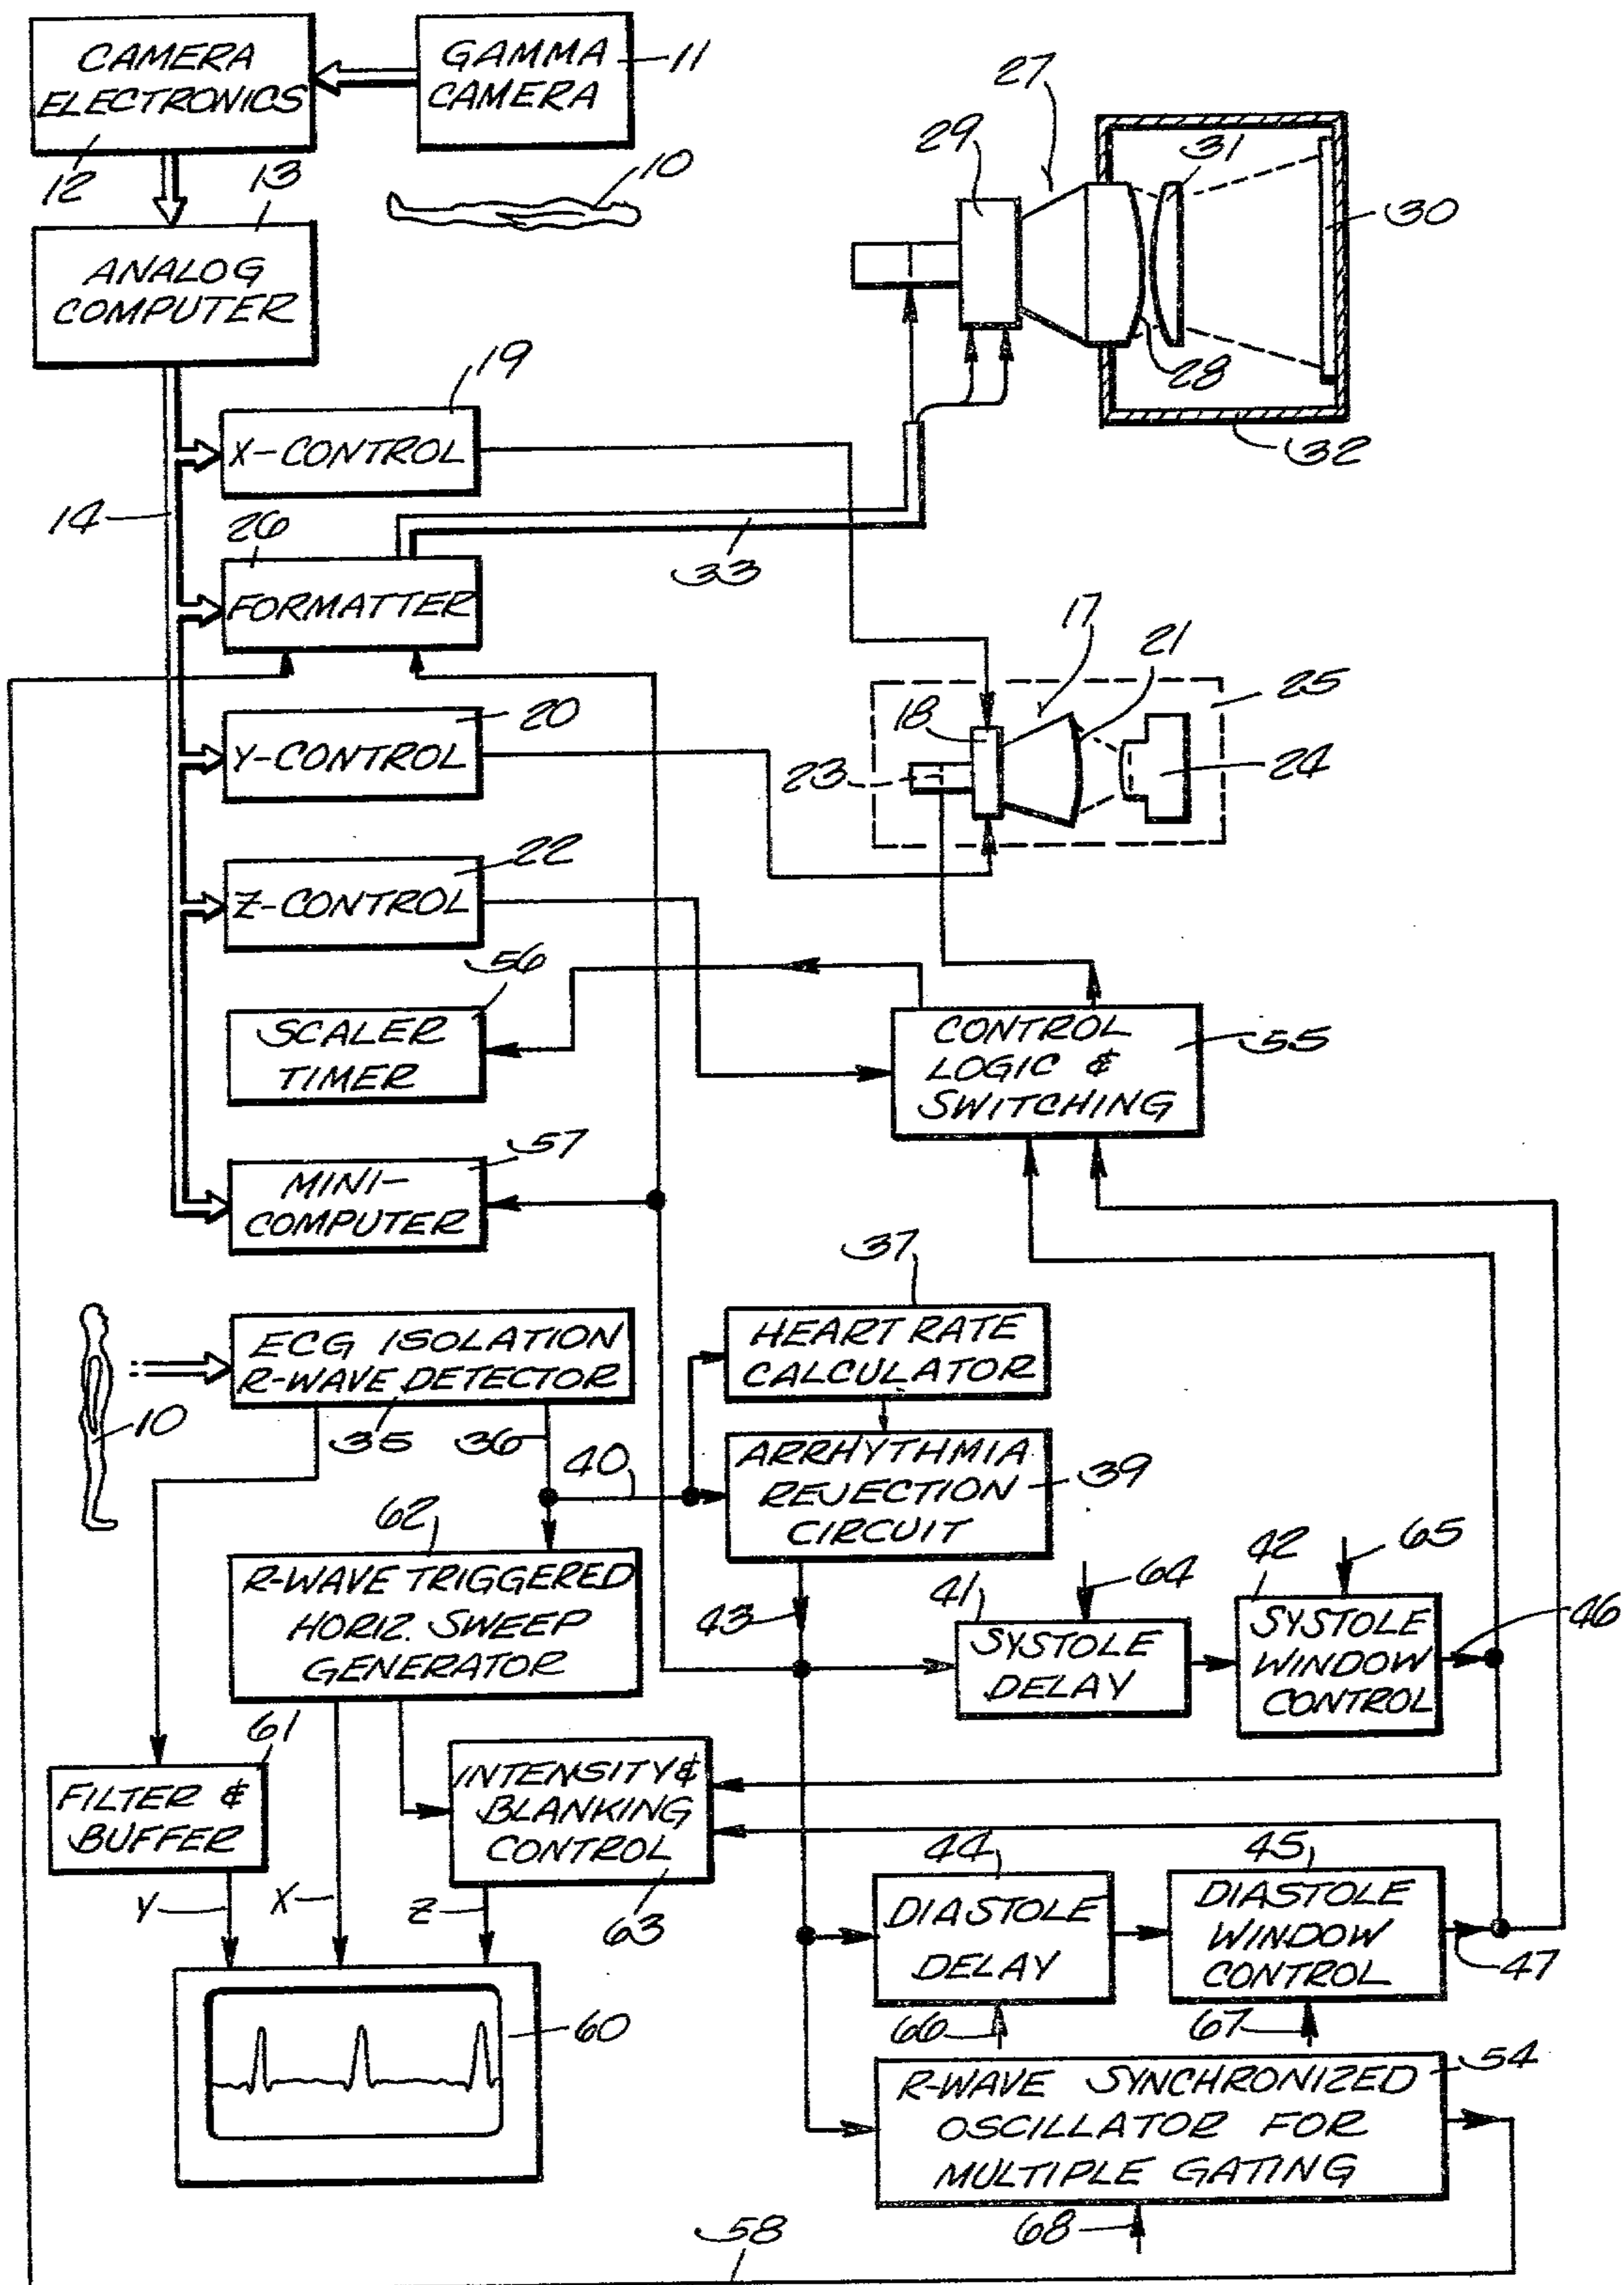 CAMERA
ELECTRONICS
12
GAMMA
CAMERA
11
10
13
ANALOG
COMPUTER
14
27
29
31
30
28
32
19
X-CONTROL
26
FORMATTER
33
20
Y-CONTROL
17
21
25
18
23
24
22
Z-CONTROL
56
SCALER
TIMER
CONTROL
LOGIC &
SWITCHING
55
57
MINI-
COMPUTER
37
HEART RATE
CALCULATOR
ECG ISOLATION
R-WAVE DETECTOR
10
35
36
40
ARRHYTHMIA
REJECTION
CIRCUIT
39
62
R-WAVE TRIGGERED
HORIZ. SWEEP
GENERATOR
43
41
64
SYSTOLE
DELAY
42
65
SYSTOLE
WINDOW
CONTROL
46
61
FILTER &
BUFFER
INTENSITY &
BLANKING
CONTROL
63
Y
X
Z
44
DIASTOLE
DELAY
45
DIASTOLE
WINDOW
CONTROL
47
66
67
60
54
R-WAVE SYNCHRONIZED
OSCILLATOR FOR
MULTIPLE GATING
68
58